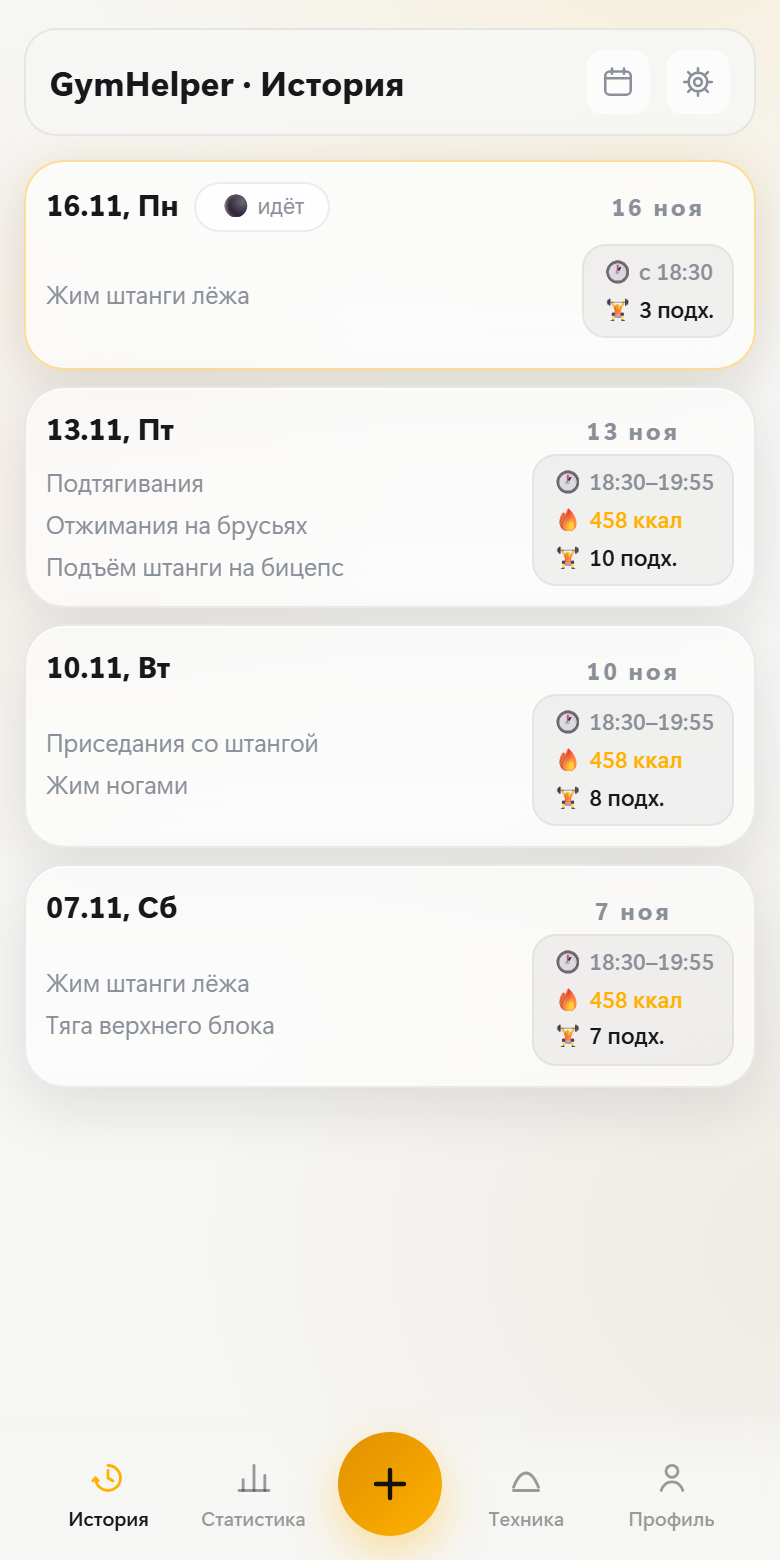 GymHelper · История
16.11, Пн
идёт
16 ноя
Жим штанги лёжа
с 18:30
3 подх.
13.11, Пт
13 ноя
Подтягивания
Отжимания на брусьях
Подъём штанги на бицепс
18:30–19:55
458 ккал
10 подх.
10.11, Вт
10 ноя
Приседания со штангой
Жим ногами
18:30–19:55
458 ккал
8 подх.
07.11, Сб
7 ноя
Жим штанги лёжа
Тяга верхнего блока
18:30–19:55
458 ккал
7 подх.
История
Статистика
Техника
Профиль